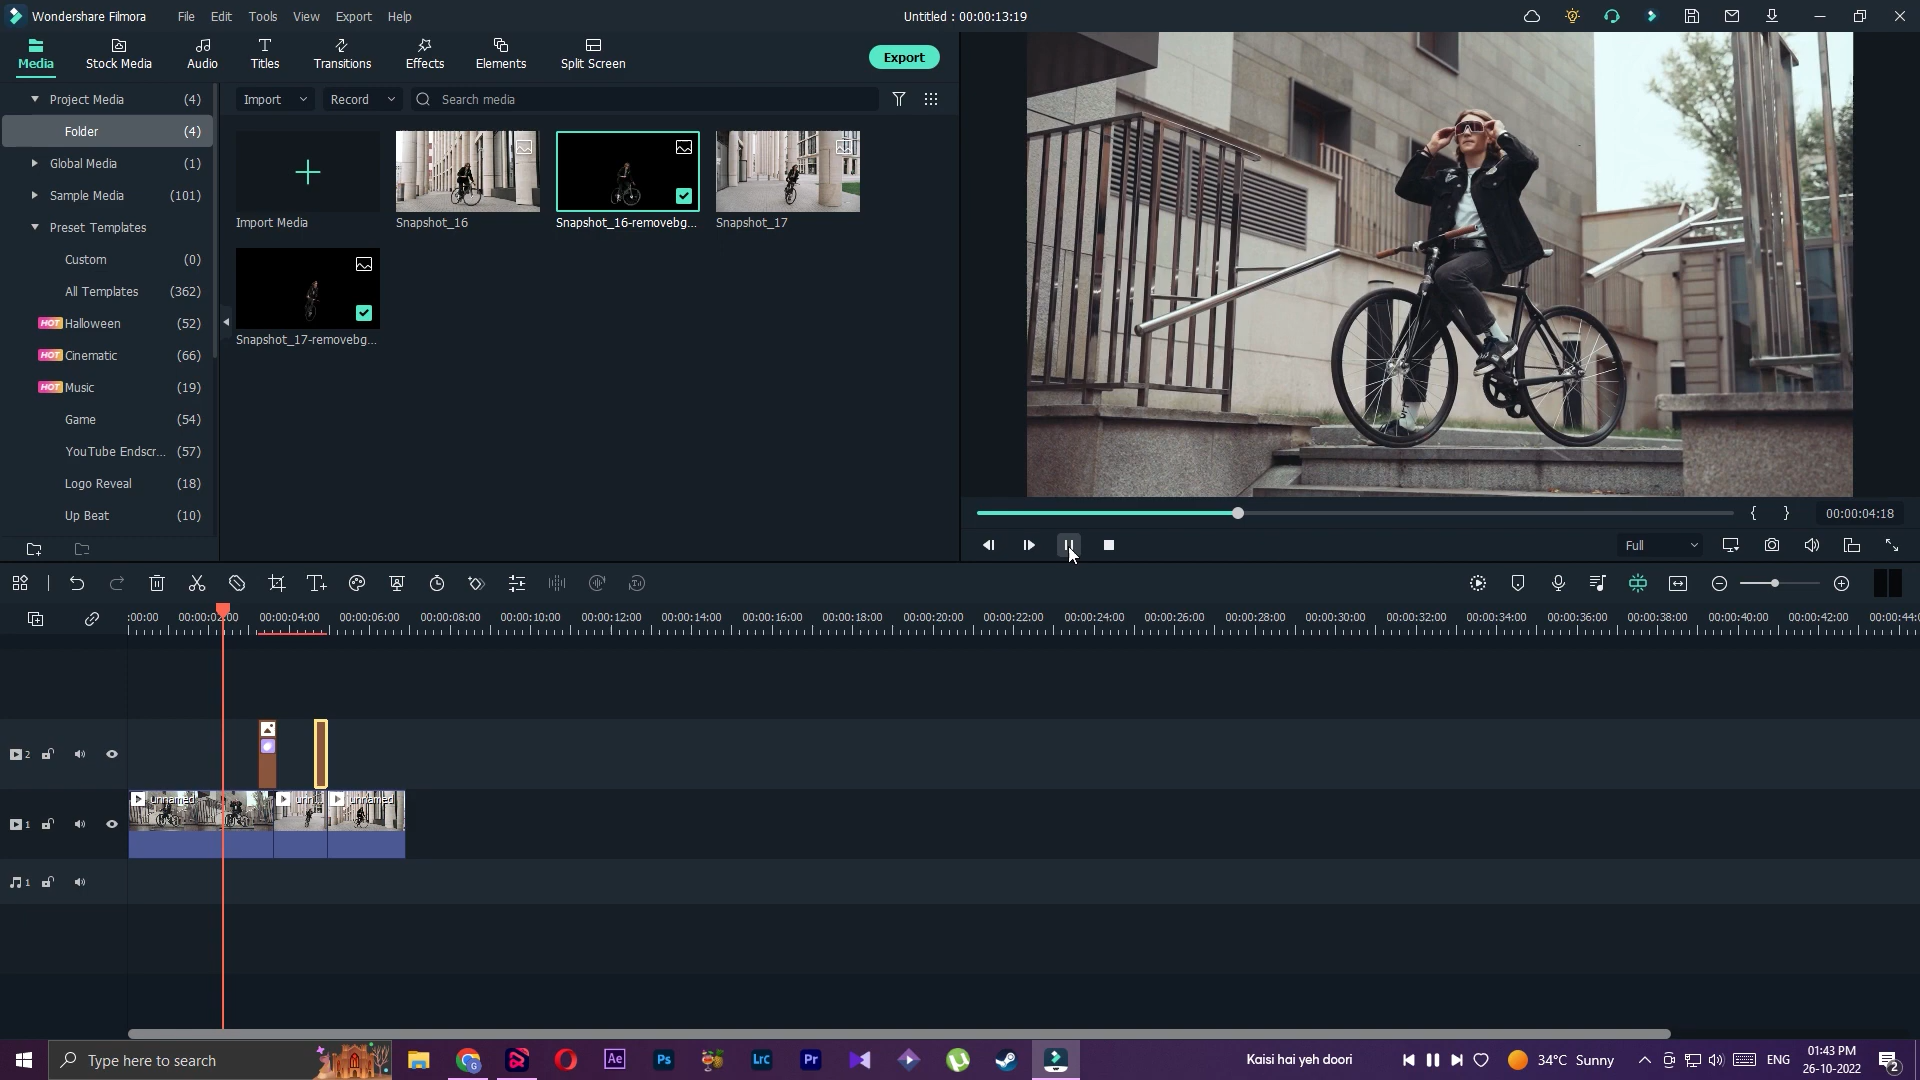 Wondershare Filmora File Edit Tools View Export Help Untitled : 00:00:13:19
Media Stock Media Audio Titles Transitions Effects Elements Split Screen Export
Project Media (4)
Import Record Search media
Folder (4)
Global Media (1)
Sample Media (101)
Preset Templates
Custom (0)
All Templates (362)
HOT Halloween (52)
HOT Cinematic (66)
HOT Music (19)
Game (54)
YouTube Endscr... (57)
Logo Reveal (18)
Up Beat (10)
Import Media Snapshot_16 Snapshot_16-removebg... Snapshot_17
Snapshot_17-removebg...
{ } 00:00:04:18
Full
:00:00 00:00:02:00 00:00:04:00 00:00:06:00 00:00:08:00 00:00:10:00 00:00:12:00 00:00:14:00 00:00:16:00 00:00:18:00 00:00:20:00 00:00:22:00 00:00:24:00 00:00:26:00 00:00:28:00 00:00:30:00 00:00:32:00 00:00:34:00 00:00:36:00 00:00:38:00 00:00:40:00 00:00:42:00 00:00:44:0
2
unnamed unn... unnamed
1
1
Type here to search Ae Ps Lrc Pr Kaisi hai yeh doori 34°C Sunny ENG 01:43 PM
26-10-2022 2